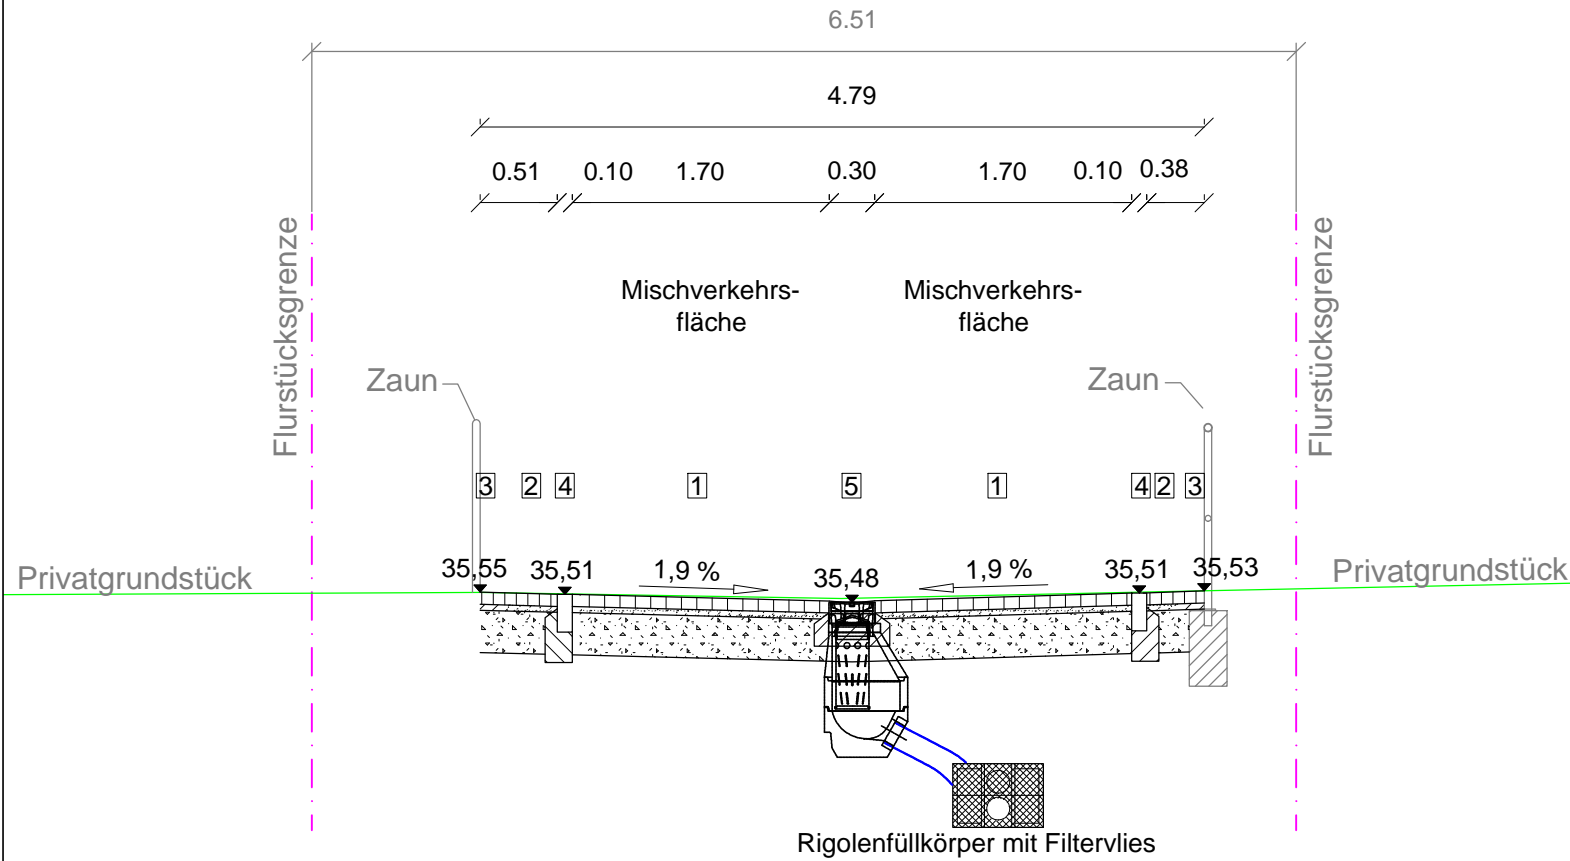 6.51
4.79
0.51 0.10 1.70 0.30 1.70 0.10 0.38
Flurstücksgrenze
Flurstücksgrenze
Mischverkehrs-
fläche
Mischverkehrs-
fläche
Zaun
Zaun
3 2 4 1 5 1 4 2 3
Privatgrundstück
35,55 35,51 1,9 % 35,48 1,9 % 35,51 35,53
Privatgrundstück
Rigolenfüllkörper mit Filtervlies